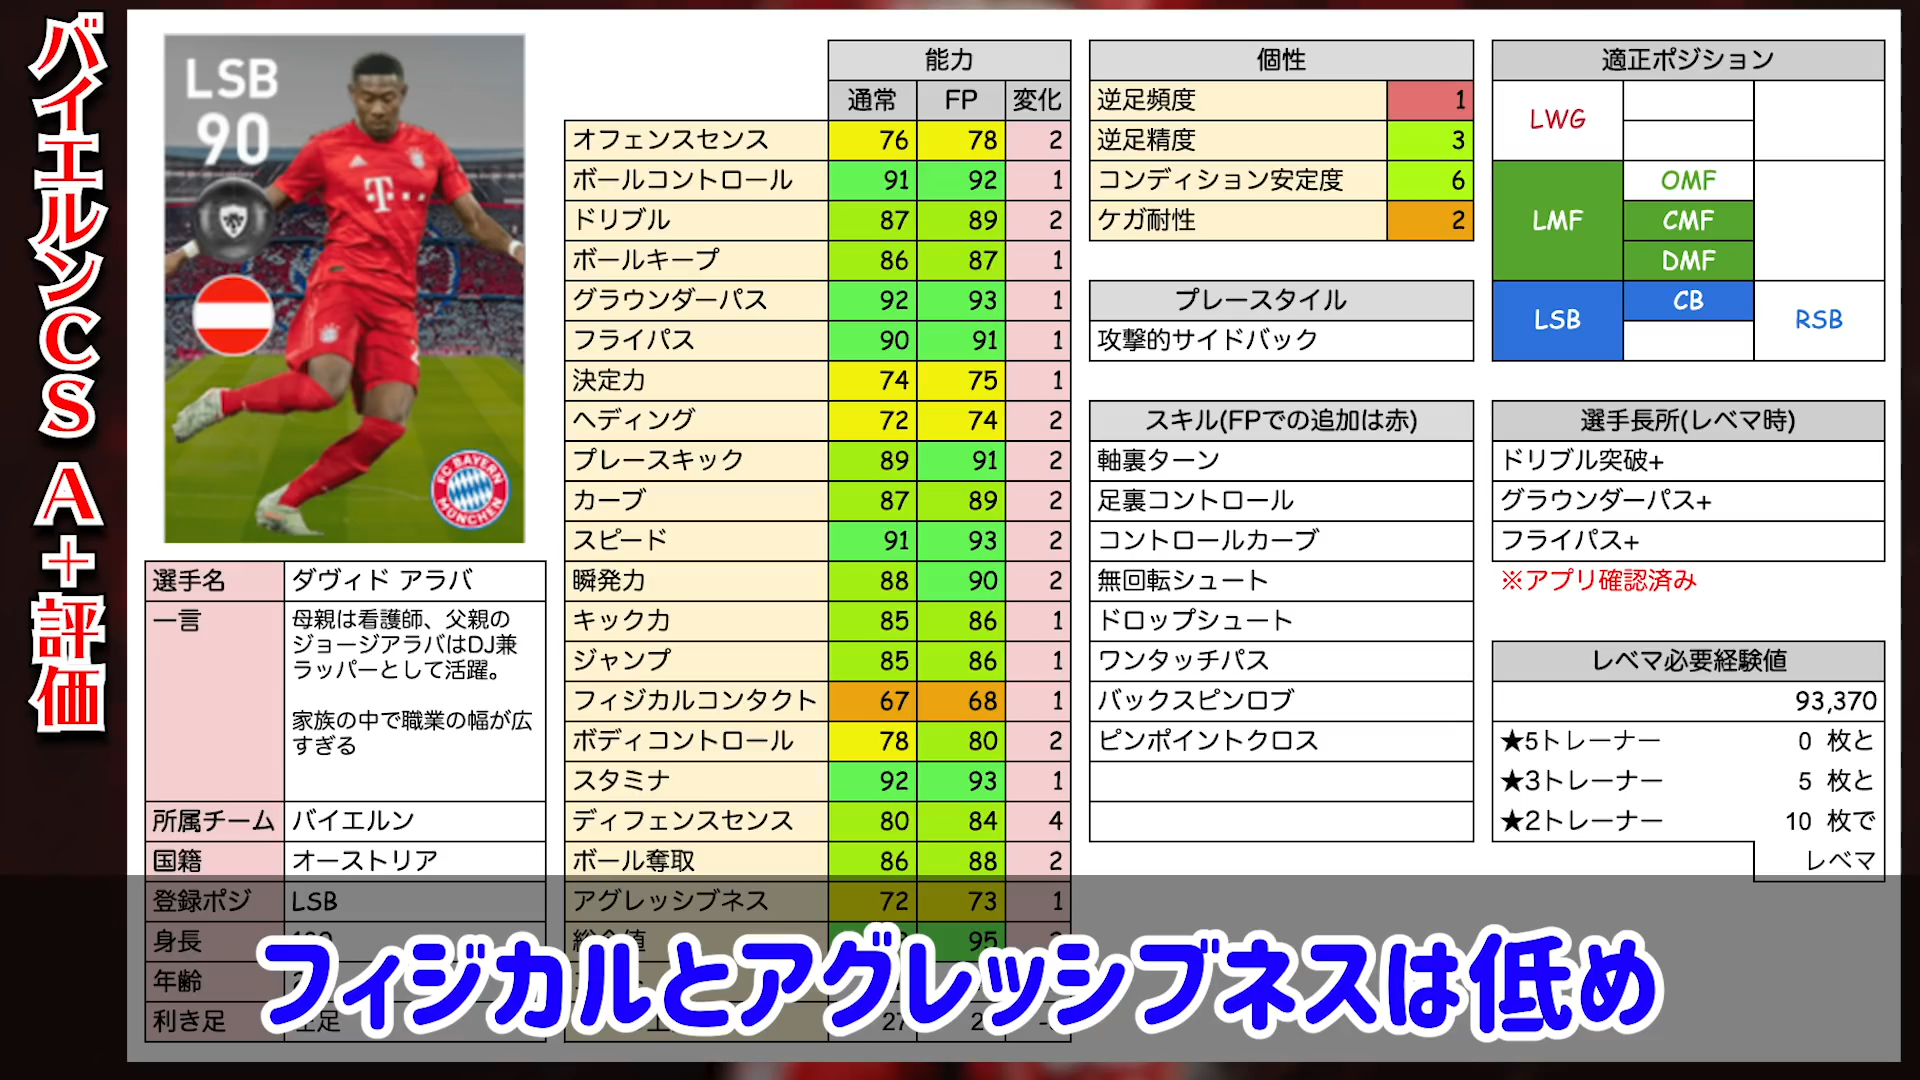 バイエルンCS A+評価
LSB
90
FC BAYERN
MÜNCHEN
選手名 ダヴィド アラバ
一言 母親は看護師、父親の
ジョージアラバはDJ兼
ラッパーとして活躍。
家族の中で職業の幅が広
すぎる
所属チーム バイエルン
国籍 オーストリア
登録ポジ LSB
身長
年齢
利き足
能力
通常 FP 変化
オフェンスセンス 76 78 2
ボールコントロール 91 92 1
ドリブル 87 89 2
ボールキープ 86 87 1
グラウンダーパス 92 93 1
フライパス 90 91 1
決定力 74 75 1
ヘディング 72 74 2
プレースキック 89 91 2
カーブ 87 89 2
スピード 91 93 2
瞬発力 88 90 2
キック力 85 86 1
ジャンプ 85 86 1
フィジカルコンタクト 67 68 1
ボディコントロール 78 80 2
スタミナ 92 93 1
ディフェンスセンス 80 84 4
ボール奪取 86 88 2
アグレッシブネス 72 73 1
総合値 95
個性
逆足頻度 1
逆足精度 3
コンディション安定度 6
ケガ耐性 2
プレースタイル
攻撃的サイドバック
スキル(FPでの追加は赤)
軸裏ターン
足裏コントロール
コントロールカーブ
無回転シュート
ドロップシュート
ワンタッチパス
バックスピンロブ
ピンポイントクロス
適正ポジション
LWG
OMF
LMF CMF
DMF
LSB CB RSB
選手長所(レベマ時)
ドリブル突破+
グラウンダーパス+
フライパス+
※アプリ確認済み
レベマ必要経験値
93,370
★5トレーナー 0 枚と
★3トレーナー 5 枚と
★2トレーナー 10 枚で
レベマ
フィジカルとアグレッシブネスは低め